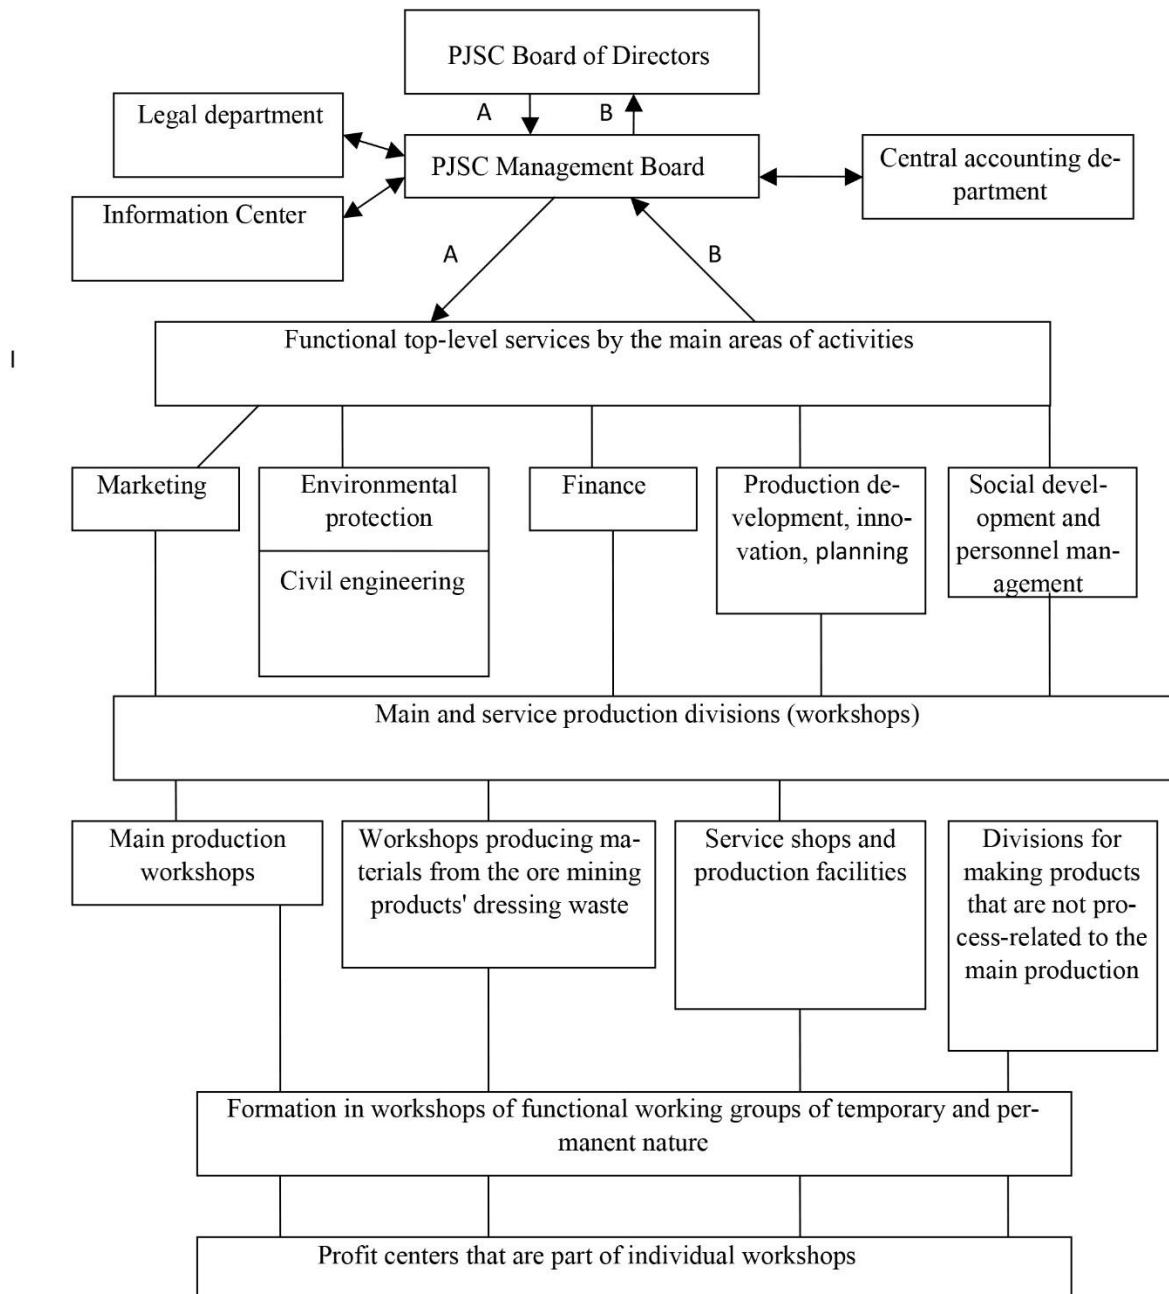 PJSC Board of Directors
A
B
Legal department
PJSC Management Board
Central accounting de-
partment
Information Center
A
B
Functional top-level services by the main areas of activities
I
Marketing
Environmental
protection
Civil engineering
Finance
Production de-
velopment, inno-
vation, planning
Social devel-
opment and
personnel man-
agement
Main and service production divisions (workshops)
Main production
workshops
Workshops producing ma-
terials from the ore mining
products' dressing waste
Service shops and
production facilities
Divisions for
making products
that are not pro-
cess-related to the
main production
Formation in workshops of functional working groups of temporary and per-
manent nature
Profit centers that are part of individual workshops